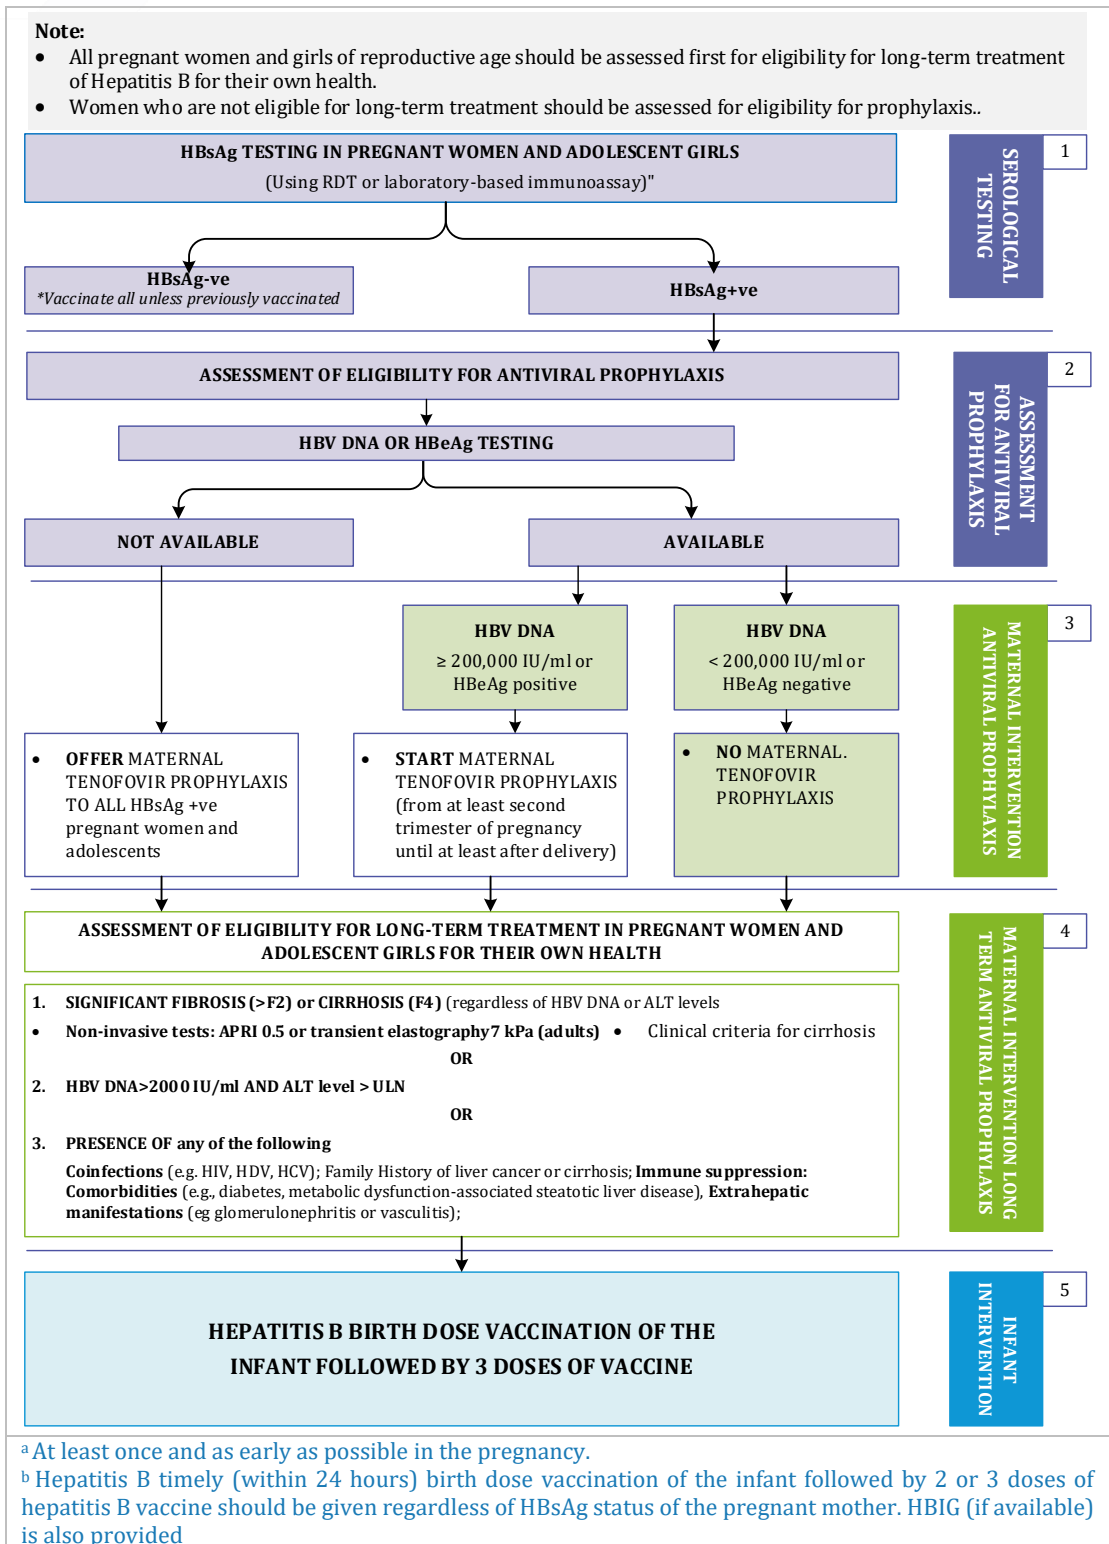 Note:
• All pregnant women and girls of reproductive age should be assessed first for eligibility for long-term treatment
of Hepatitis B for their own health.
• Women who are not eligible for long-term treatment should be assessed for eligibility for prophylaxis..
HBsAg TESTING IN PREGNANT WOMEN AND ADOLESCENT GIRLS
(Using RDT or laboratory-based immunoassay)"
HBsAg-ve
*Vaccinate all unless previously vaccinated
HBsAg+ve
1
SEROLOGICAL
TESTING
ASSESSMENT OF ELIGIBILITY FOR ANTIVIRAL PROPHYLAXIS
HBV DNA OR HBeAg TESTING
NOT AVAILABLE
AVAILABLE
2
ASSESSMENT
FOR ANTIVIRAL
PROPHYLAXIS
HBV DNA
≥ 200,000 IU/ml or
HBeAg positive
HBV DNA
< 200,000 IU/ml or
HBeAg negative
• OFFER MATERNAL
TENOFOVIR PROPHYLAXIS
TO ALL HBsAg +ve
pregnant women and
adolescents
• START MATERNAL
TENOFOVIR PROPHYLAXIS
(from at least second
trimester of pregnancy
until at least after delivery)
• NO MATERNAL.
TENOFOVIR
PROPHYLAXIS
3
MATERNAL INTERVENTION
ANTIVIRAL PROPHYLAXIS
ASSESSMENT OF ELIGIBILITY FOR LONG-TERM TREATMENT IN PREGNANT WOMEN AND
ADOLESCENT GIRLS FOR THEIR OWN HEALTH
1. SIGNIFICANT FIBROSIS (>F2) or CIRRHOSIS (F4) (regardless of HBV DNA or ALT levels
• Non-invasive tests: APRI 0.5 or transient elastography7 kPa (adults) • Clinical criteria for cirrhosis
OR
2. HBV DNA>2000 IU/ml AND ALT level > ULN
OR
3. PRESENCE OF any of the following
Coinfections (e.g. HIV, HDV, HCV); Family History of liver cancer or cirrhosis; Immune suppression:
Comorbidities (e.g., diabetes, metabolic dysfunction-associated steatotic liver disease), Extrahepatic
manifestations (eg glomerulonephritis or vasculitis);
4
MATERNAL INTERVENTION LONG
TERM ANTIVIRAL PROPHYLAXIS
HEPATITIS B BIRTH DOSE VACCINATION OF THE
INFANT FOLLOWED BY 3 DOSES OF VACCINE
5
INFANT
INTERVENTION
a At least once and as early as possible in the pregnancy.
b Hepatitis B timely (within 24 hours) birth dose vaccination of the infant followed by 2 or 3 doses of
hepatitis B vaccine should be given regardless of HBsAg status of the pregnant mother. HBIG (if available)
is also provided